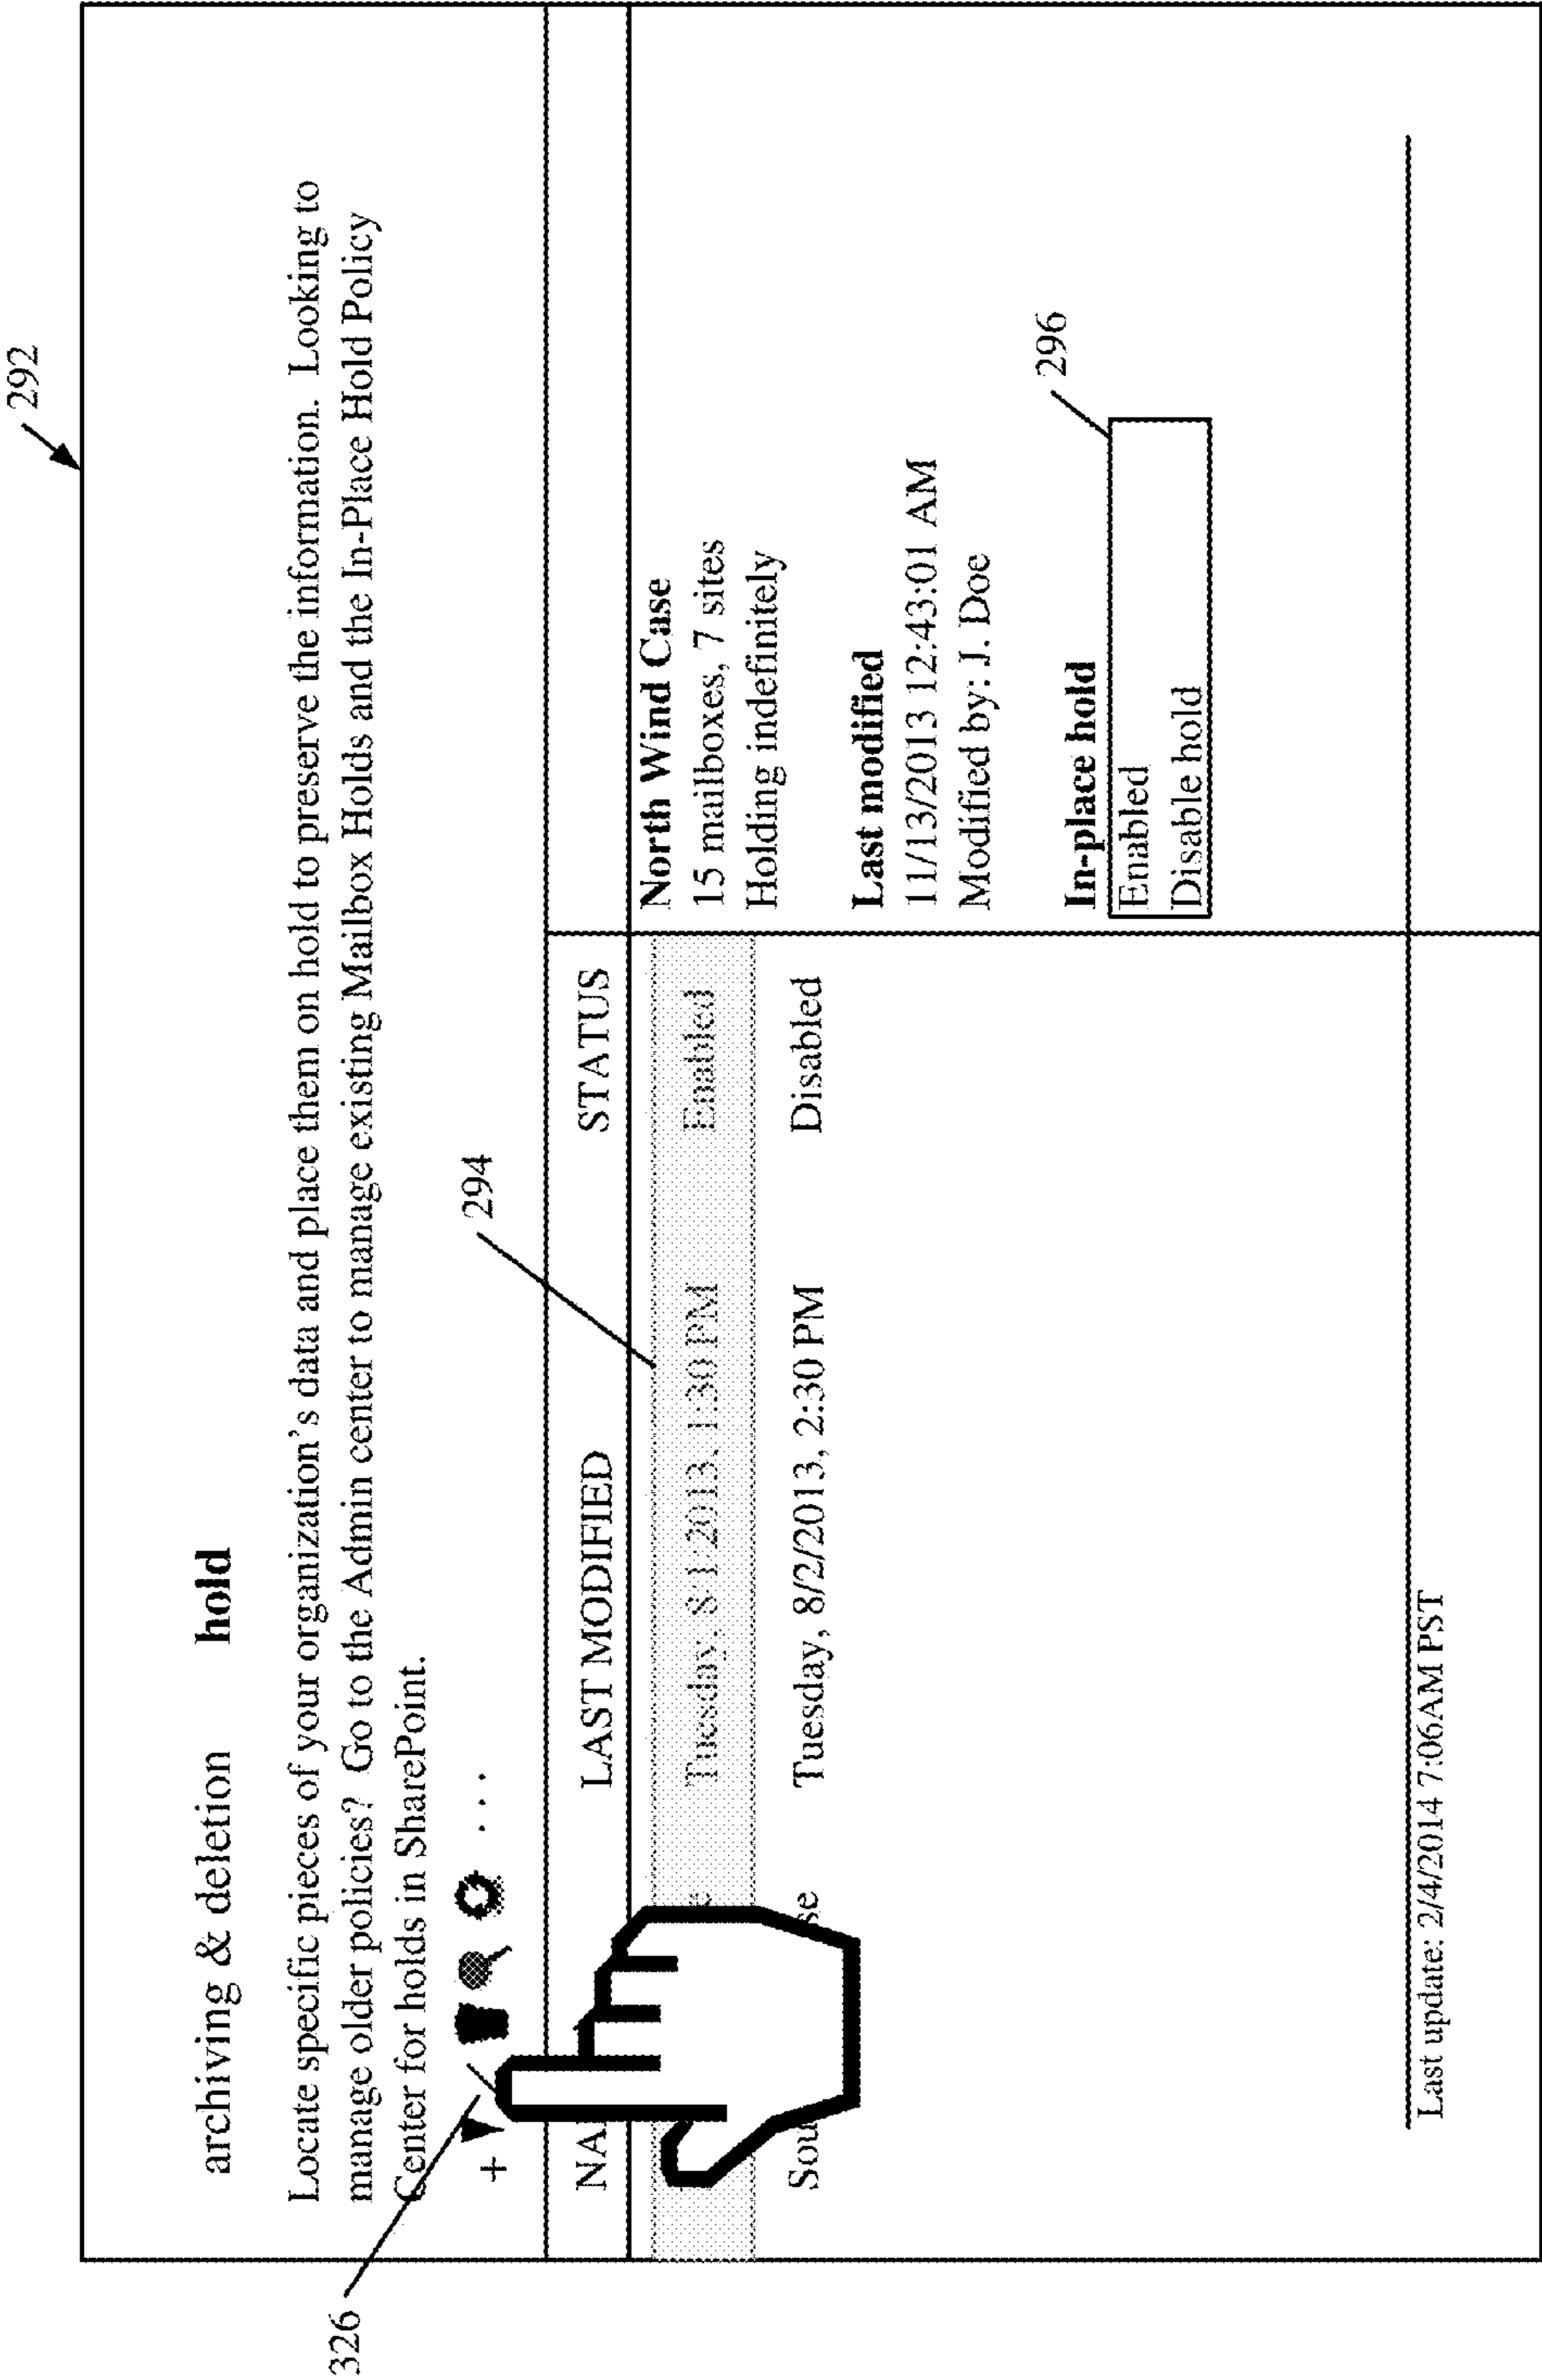 292
archiving & deletion hold
Locate specific pieces of your organization's data and place them on hold to preserve the information. Looking to
manage older policies? Go to the Admin center to manage existing Mailbox Holds and the In-Place Hold Policy
Center for holds in SharePoint.
326
+ ...
294
NA LAST MODIFIED STATUS
e Tuesday, 8/1/2013, 1:30 PM Enabled
Sou se Tuesday, 8/2/2013, 2:30 PM Disabled
North Wind Case
15 mailboxes, 7 sites
Holding indefinitely
Last modified
11/13/2013 12:43:01 AM
Modified by: J. Doe
In-place hold
296
Enabled
Disable hold
Last update: 2/4/2014 7:06AM PST